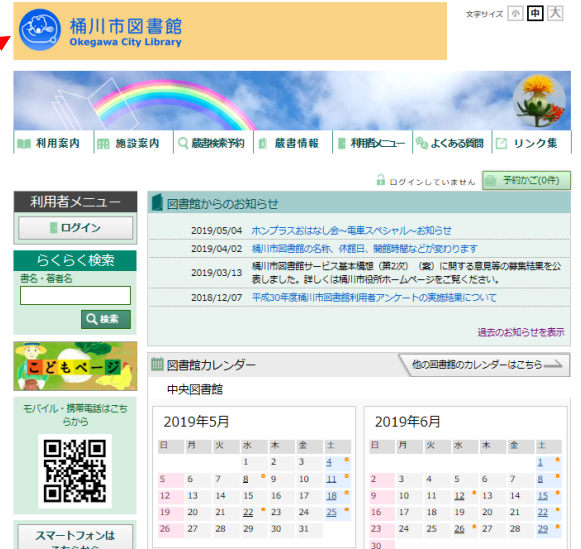 桶川市図書館
Okegawa City Library
文字サイズ 小 中 大
利用案内 施設案内 蔵書検索予約 蔵書情報 利用者メニュー よくある質問 リンク集
ログインしていません 予約かご(0件)
利用者メニュー
ログイン
らくらく検索
書名・著者名
検索
こどもページ
モバイル・携帯電話はこち
らから
スマートフォンは
こちらから
図書館からのお知らせ
2019/05/04 ホンプラスおはなし会~電車スペシャル~お知らせ
2019/04/02 桶川市図書館の名称、休館日、開館時間などが変わります
2019/03/13 桶川市図書館サービス基本構想（第2次）（案）に関する意見等の募集結果を公
表しました。詳しくは桶川市役所ホームページをご覧ください。
2018/12/07 平成30年度桶川市図書館利用者アンケートの実施結果について
過去のお知らせを表示
図書館カレンダー
他の図書館のカレンダーはこちら
中央図書館
2019年5月
日 月 火 水 木 金 土
1 2 3 4
5 6 7 8 9 10 11
12 13 14 15 16 17 18
19 20 21 22 23 24 25
26 27 28 29 30 31
2019年6月
日 月 火 水 木 金 土
1
2 3 4 5 6 7 8
9 10 11 12 13 14 15
16 17 18 19 20 21 22
23 24 25 26 27 28 29
30